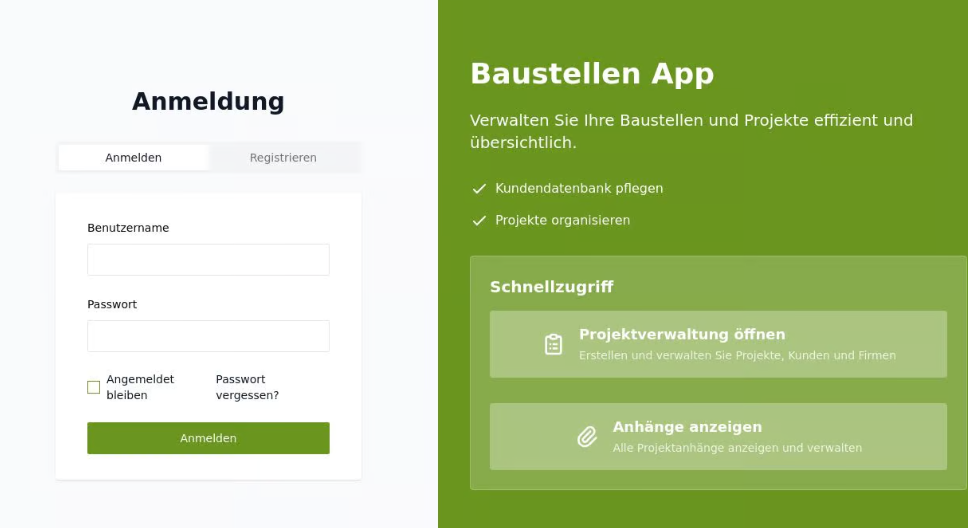 Anmeldung
Anmelden
Registrieren
Benutzername
Passwort
Angemeldet
bleiben
Passwort
vergessen?
Anmelden
Baustellen App
Verwalten Sie Ihre Baustellen und Projekte effizient und
übersichtlich.
Kundendatenbank pflegen
Projekte organisieren
Schnellzugriff
Projektverwaltung öffnen
Erstellen und verwalten Sie Projekte, Kunden und Firmen
Anhänge anzeigen
Alle Projektanhänge anzeigen und verwalten